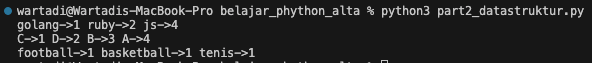 wartadi@Wartadis-MacBook-Pro belajar_phython_alta % python3 part2_datastruktur.py
golang->1 ruby->2 js->4
C->1 D->2 B->3 A->4
football->1 basketball->1 tenis->1